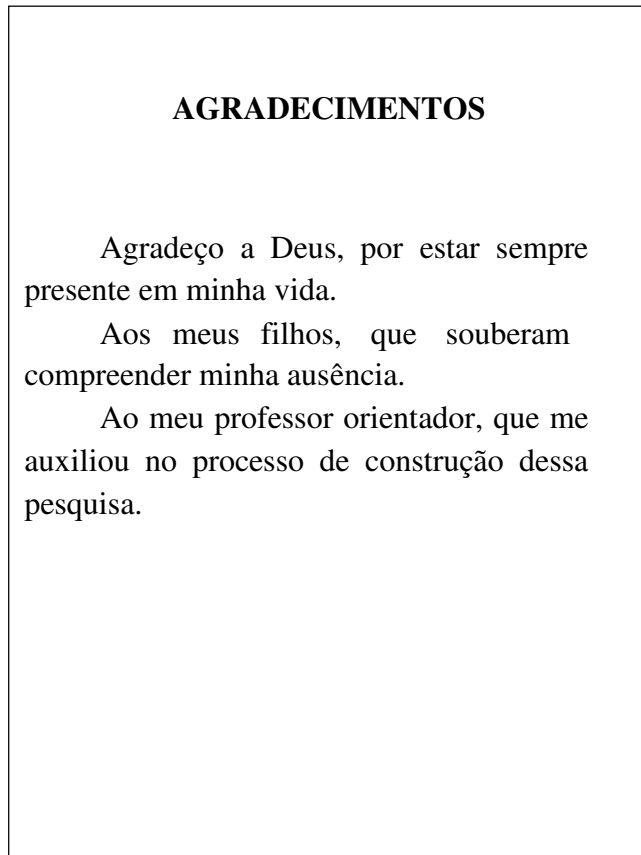 AGRADECIMENTOS
Agradeço a Deus, por estar sempre
presente em minha vida.
Aos meus filhos, que souberam
compreender minha ausência.
Ao meu professor orientador, que me
auxiliou no processo de construção dessa
pesquisa.